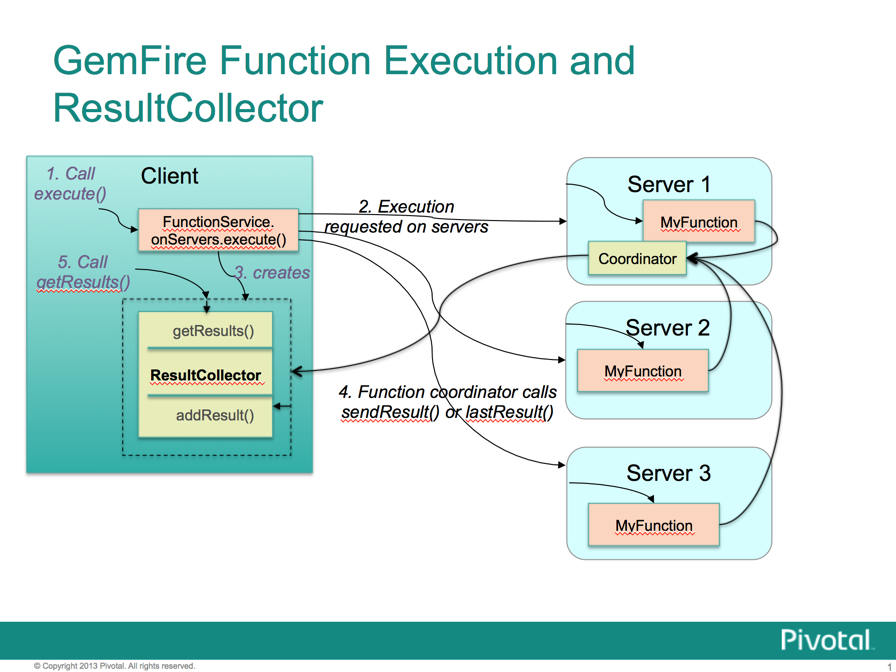 GemFire Function Execution and
ResultCollector
1. Call
execute()
Client
FunctionService.
onServers.execute()
2. Execution
requested on servers
5. Call
getResults()
3. creates
getResults()
ResultCollector
addResult()
4. Function coordinator calls
sendResult() or lastResult()
Server 1
MyFunction
Coordinator
Server 2
MyFunction
Server 3
MyFunction
Pivotal
© Copyright 2013 Pivotal. All rights reserved.
1